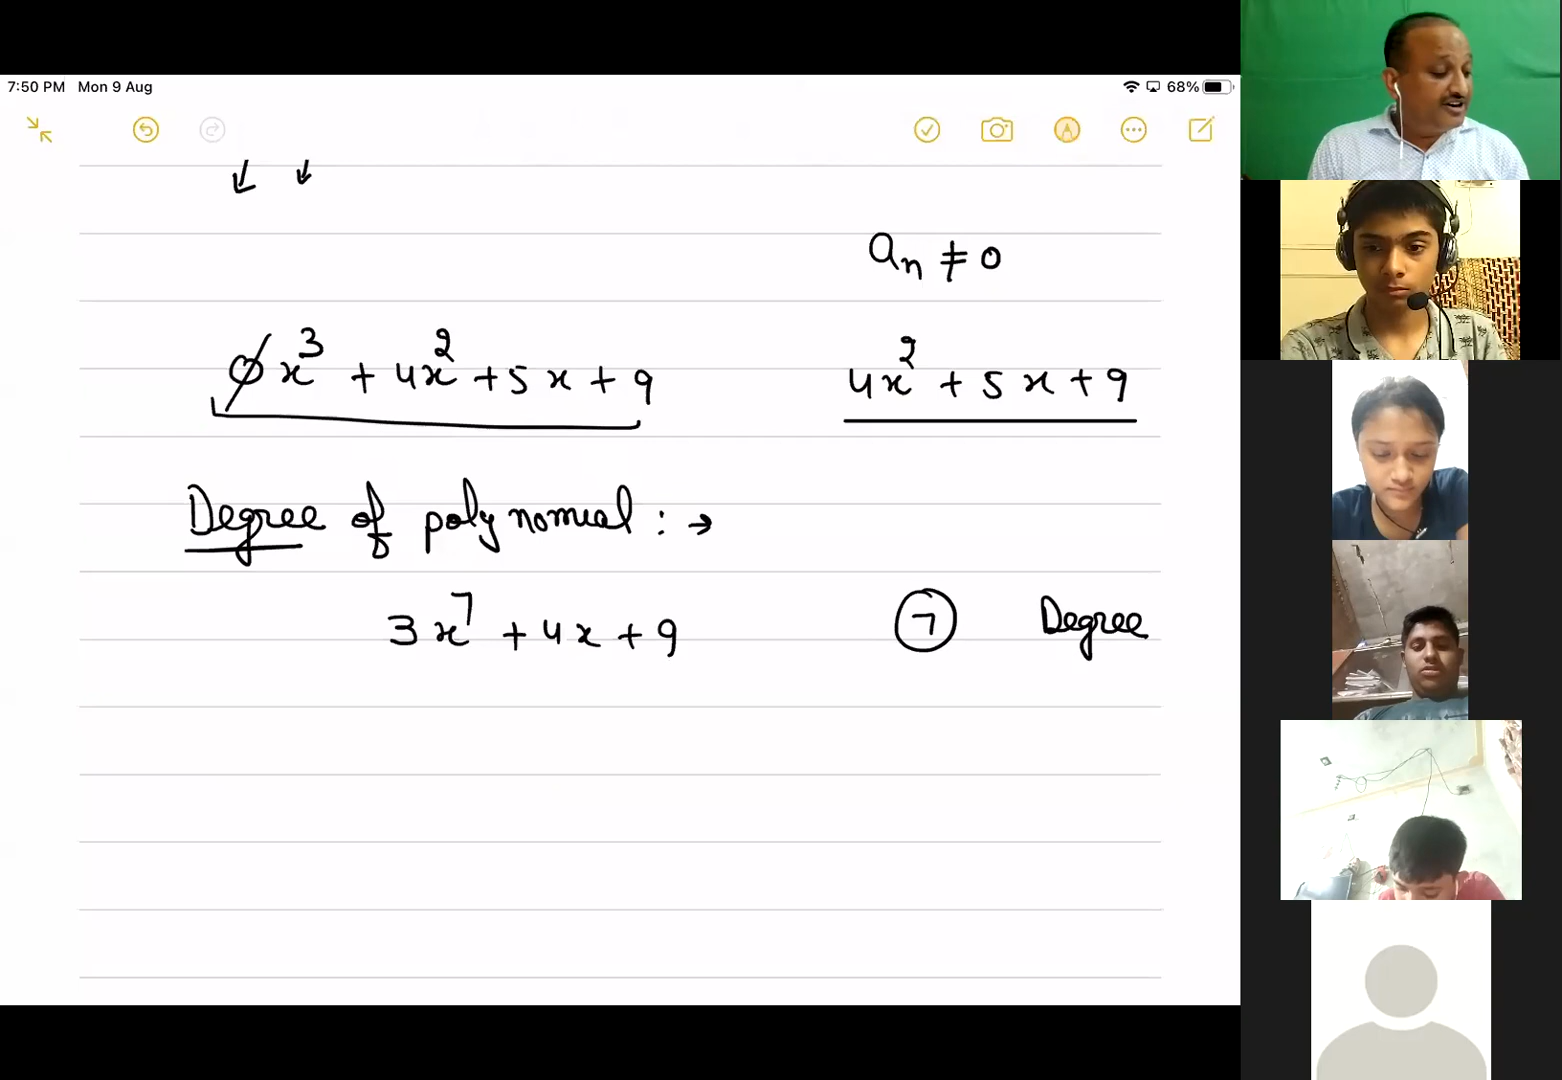 7:50 PM Mon 9 Aug 68%
aₙ ≠ 0
0x³ + 4x² + 5x + 9 4x² + 5x + 9
Degree of polynomial : →
3x⁷ + 4x + 9 7 Degree